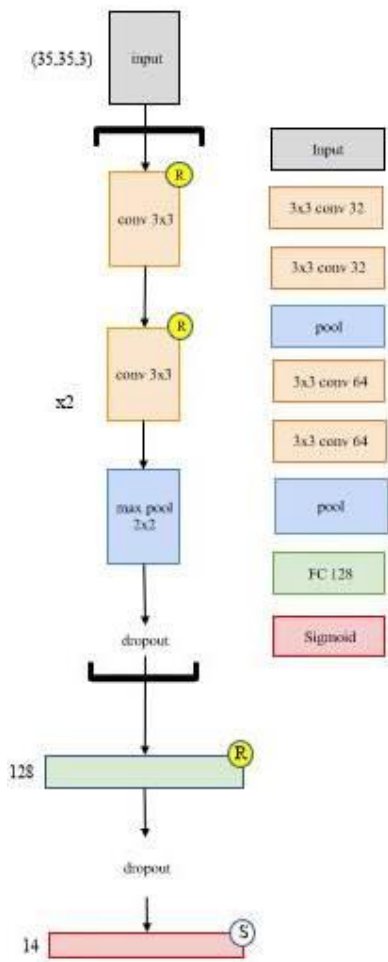 (35.35.3)
input
R
conv 3x3
R
conv 3x3
x2
max pool
2x2
dropout
R
128
dropout
S
14
Input
3x3 conv 32
3x3 conv 32
pool
3x3 conv 64
3x3 conv 64
pool
FC 128
Sigmoid